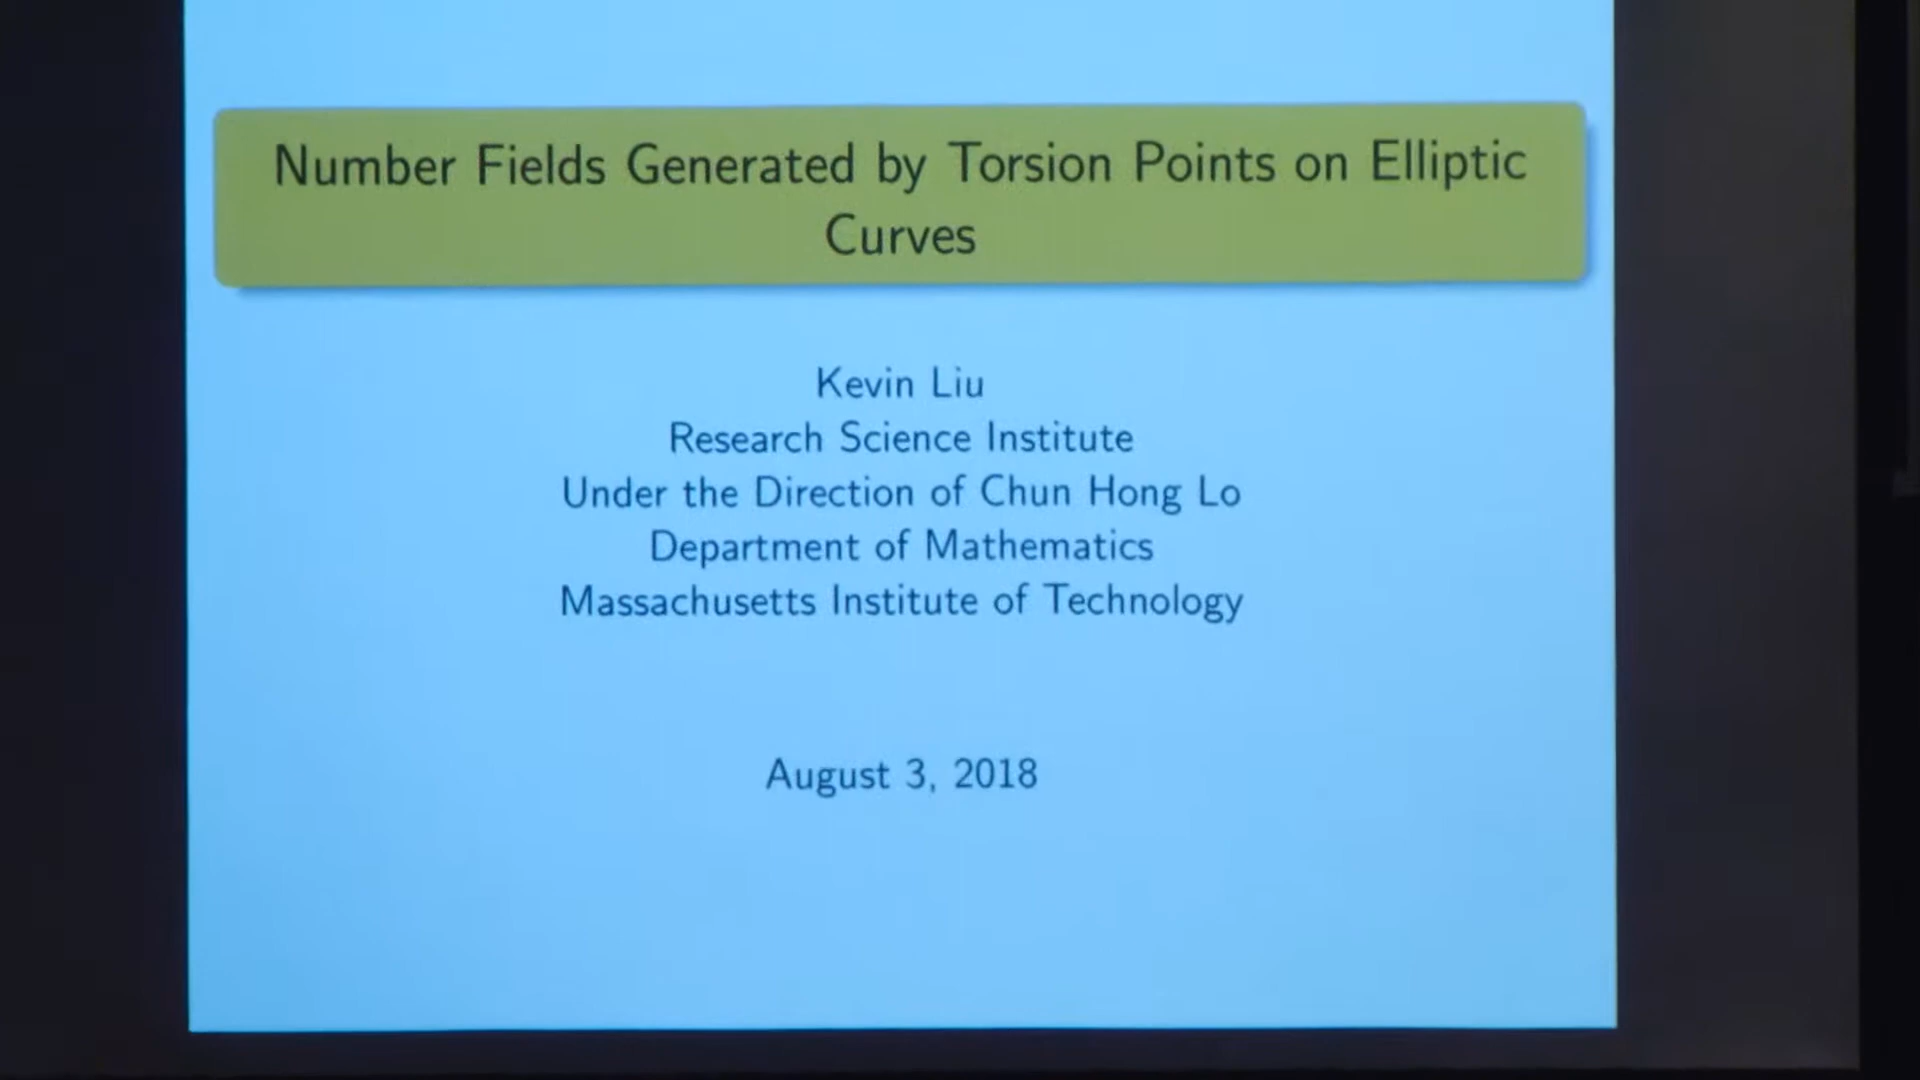 Number Fields Generated by Torsion Points on Elliptic
Curves
Kevin Liu
Research Science Institute
Under the Direction of Chun Hong Lo
Department of Mathematics
Massachusetts Institute of Technology
August 3, 2018